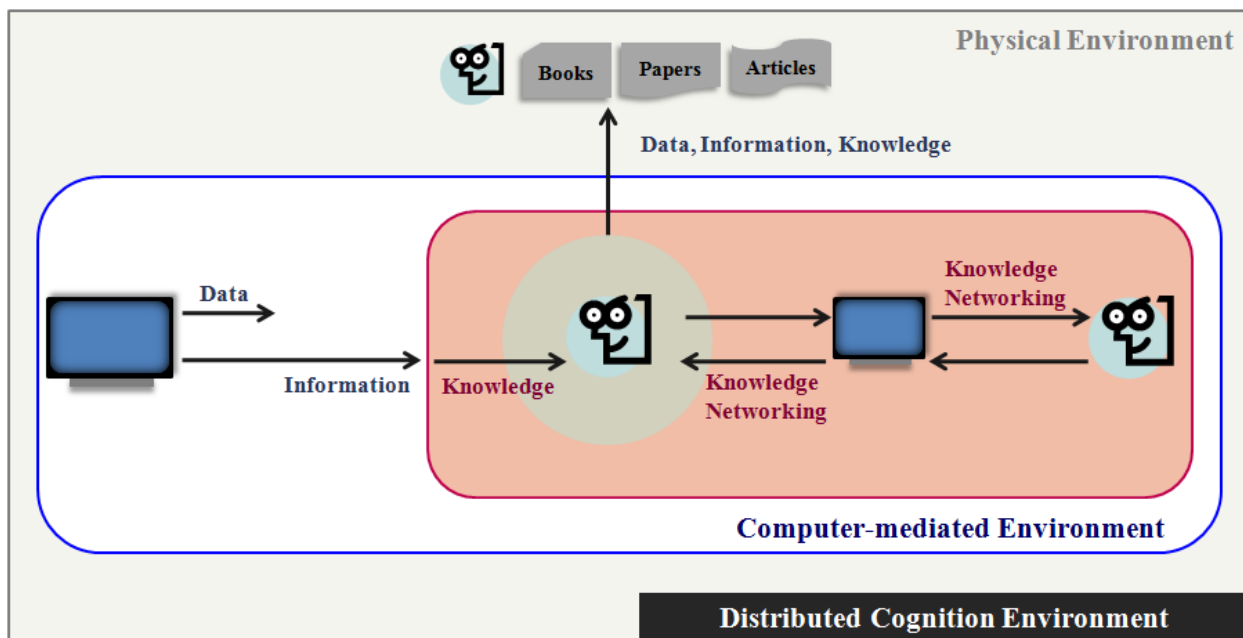 Physical Environment
Books
Papers
Articles
Data, Information, Knowledge
Data
Information
Knowledge
Knowledge
Networking
Knowledge
Networking
Computer-mediated Environment
Distributed Cognition Environment